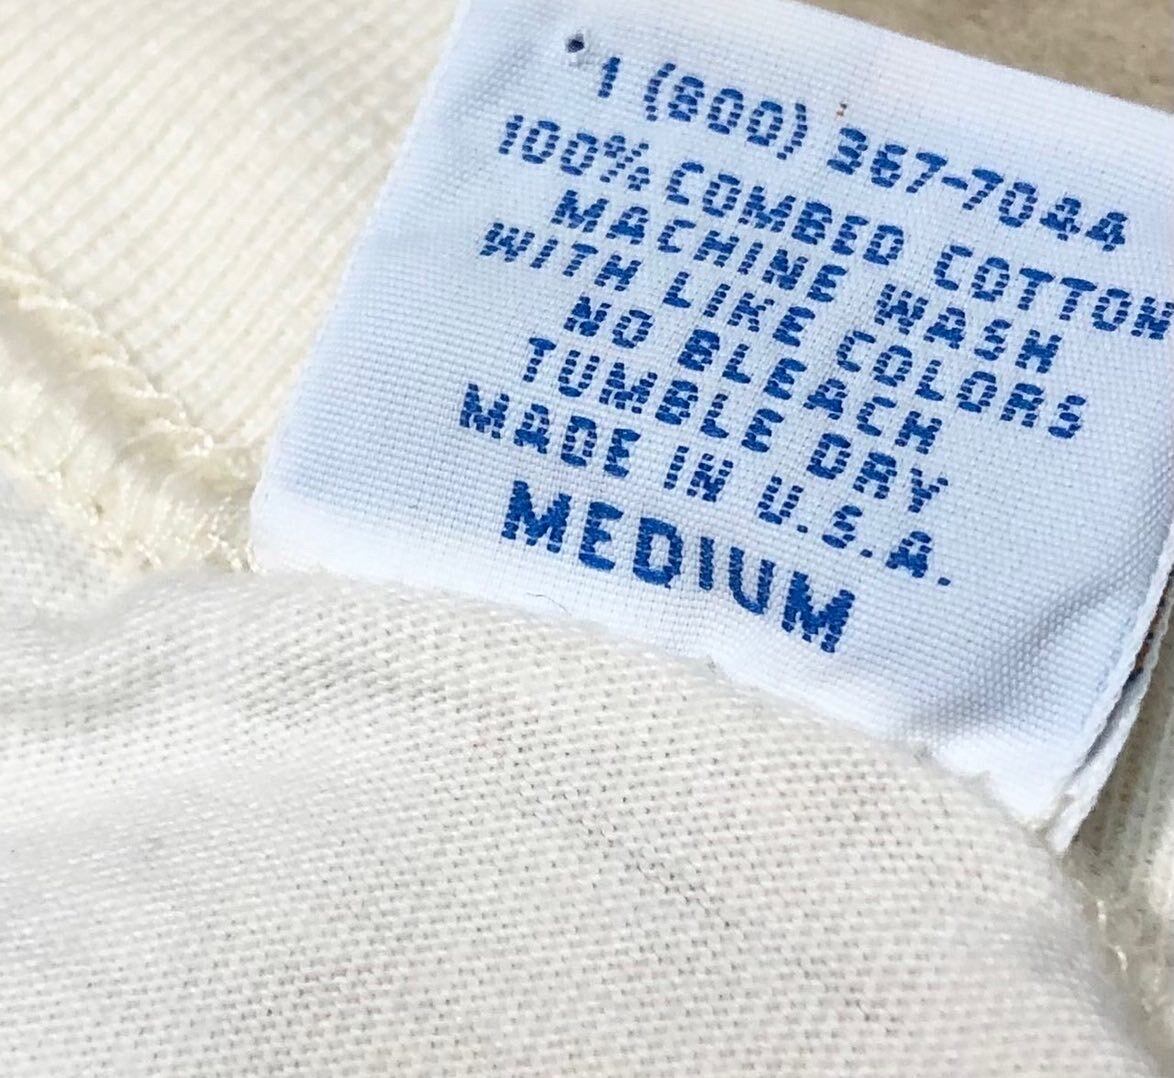 1 (800) 367-7044
100% COMBED COTTON
MACHINE WASH
WITH LIKE COLORS
NO BLEACH
TUMBLE DRY
MADE IN U.S.A.
MEDIUM